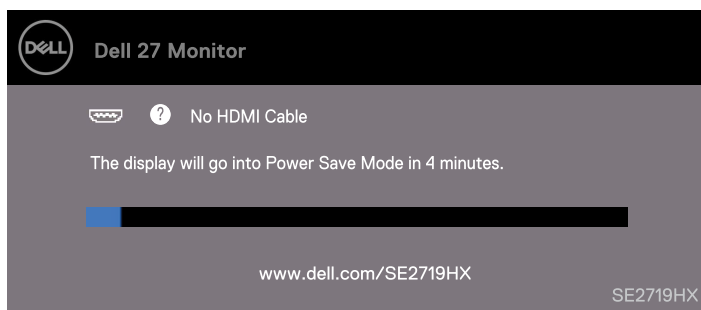 DELL
Dell 27 Monitor
? No HDMI Cable
The display will go into Power Save Mode in 4 minutes.
www.dell.com/SE2719HX
SE2719HX